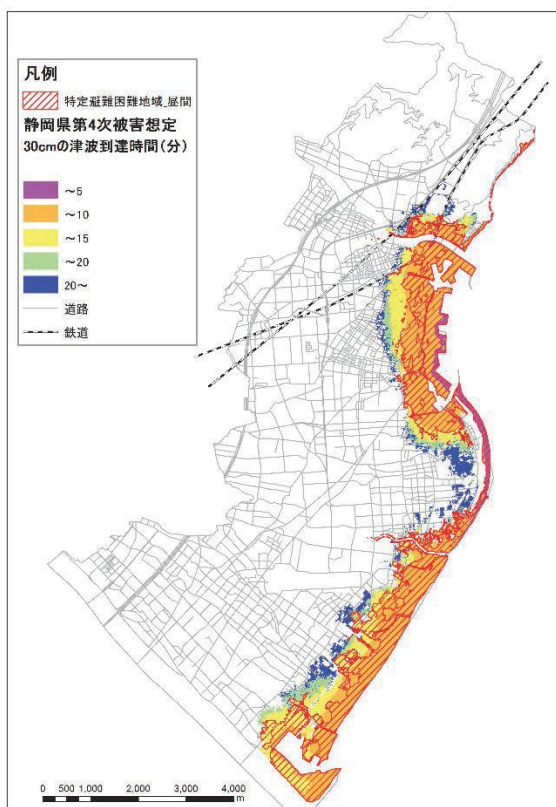 凡例
特定避難困難地域_昼間
静岡県第4次被害想定
30cmの津波到達時間(分)
~5
~10
~15
~20
20~
道路
鉄道
0 500 1,000 2,000 3,000 4,000
m